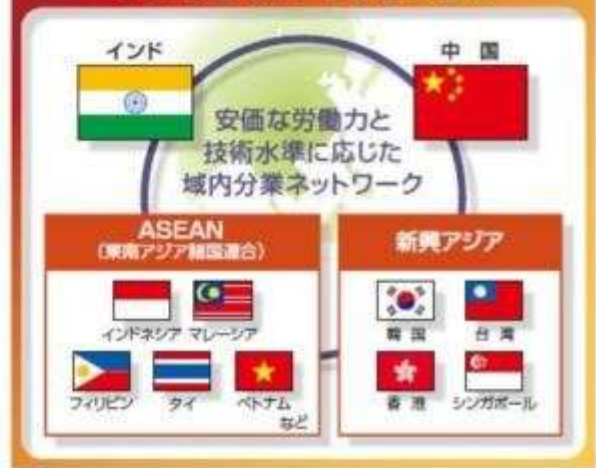 インド
中 国
安価な労働力と
技術水準に応じた
域内分業ネットワーク
ASEAN
(東南アジア諸国連合)
インドネシア マレーシア
フィリピン タイ ベトナム
など
新興アジア
韓 国 台 湾
香 港 シンガポール